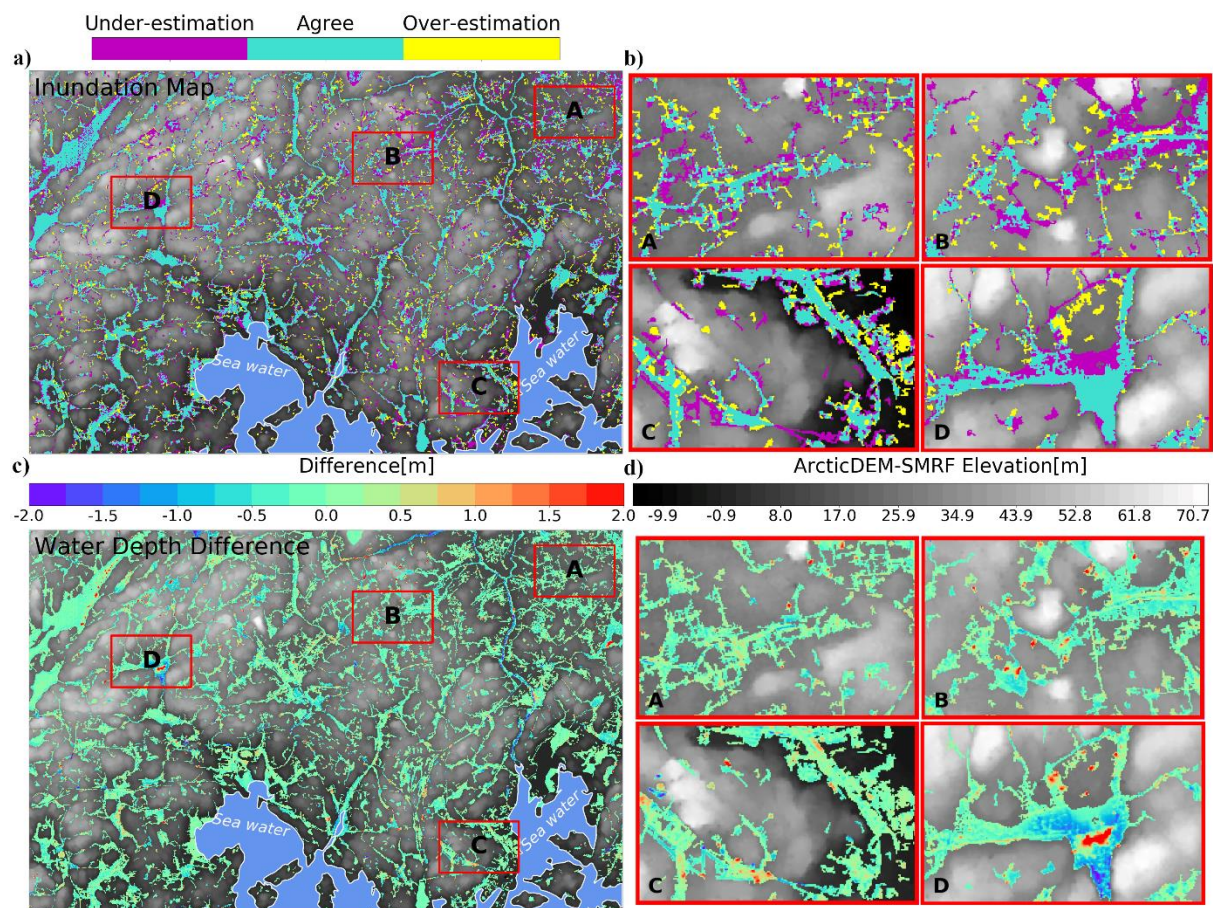 Under-estimation Agree Over-estimation
a)
b)
Inundation Map
A
B
D
C
Sea water
Sea water
A
B
C
D
c)
Difference[m]
d)
ArcticDEM-SMRF Elevation[m]
-2.0 -1.5 -1.0 -0.5 0.0 0.5 1.0 1.5 2.0
-9.9 -0.9 8.0 17.0 25.9 34.9 43.9 52.8 61.8 70.7
Water Depth Difference
A
B
D
C
Sea water
Sea water
A
B
C
D